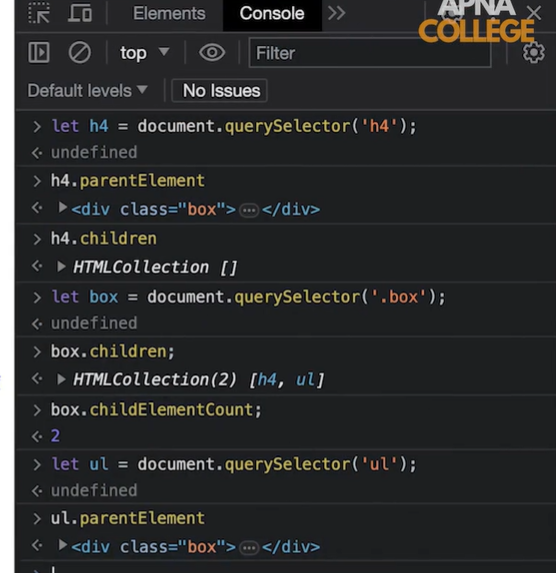 Elements Console
APNA
COLLEGE
top Filter
Default levels No Issues
> let h4 = document.querySelector('h4');
undefined
> h4.parentElement
<div class="box">…</div>
> h4.children
HTMLCollection []
> let box = document.querySelector('.box');
undefined
> box.children;
HTMLCollection(2) [h4, ul]
> box.childElementCount;
2
> let ul = document.querySelector('ul');
undefined
> ul.parentElement
<div class="box">…</div>